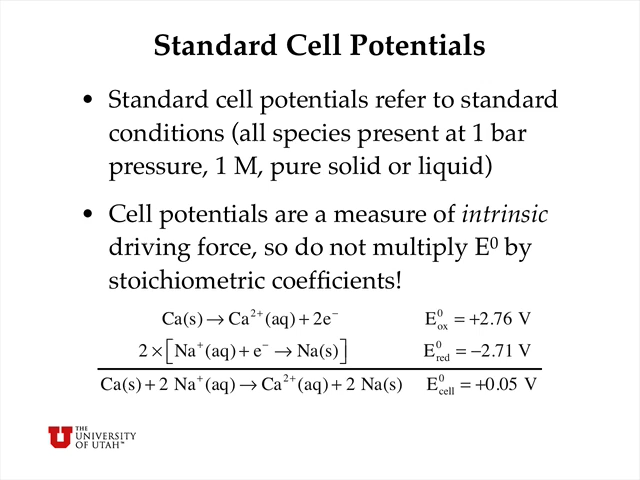 Standard Cell Potentials
• Standard cell potentials refer to standard
conditions (all species present at 1 bar
pressure, 1 M, pure solid or liquid)
• Cell potentials are a measure of intrinsic
driving force, so do not multiply E⁰ by
stoichiometric coefficients!
Ca(s) → Ca²⁺(aq) + 2e⁻ E⁰ₒₓ = +2.76 V
2 × [Na⁺(aq) + e⁻ → Na(s)] E⁰_red = −2.71 V
Ca(s) + 2 Na⁺(aq) → Ca²⁺(aq) + 2 Na(s) E⁰_cell = +0.05 V
THE
UNIVERSITY
OF UTAH™